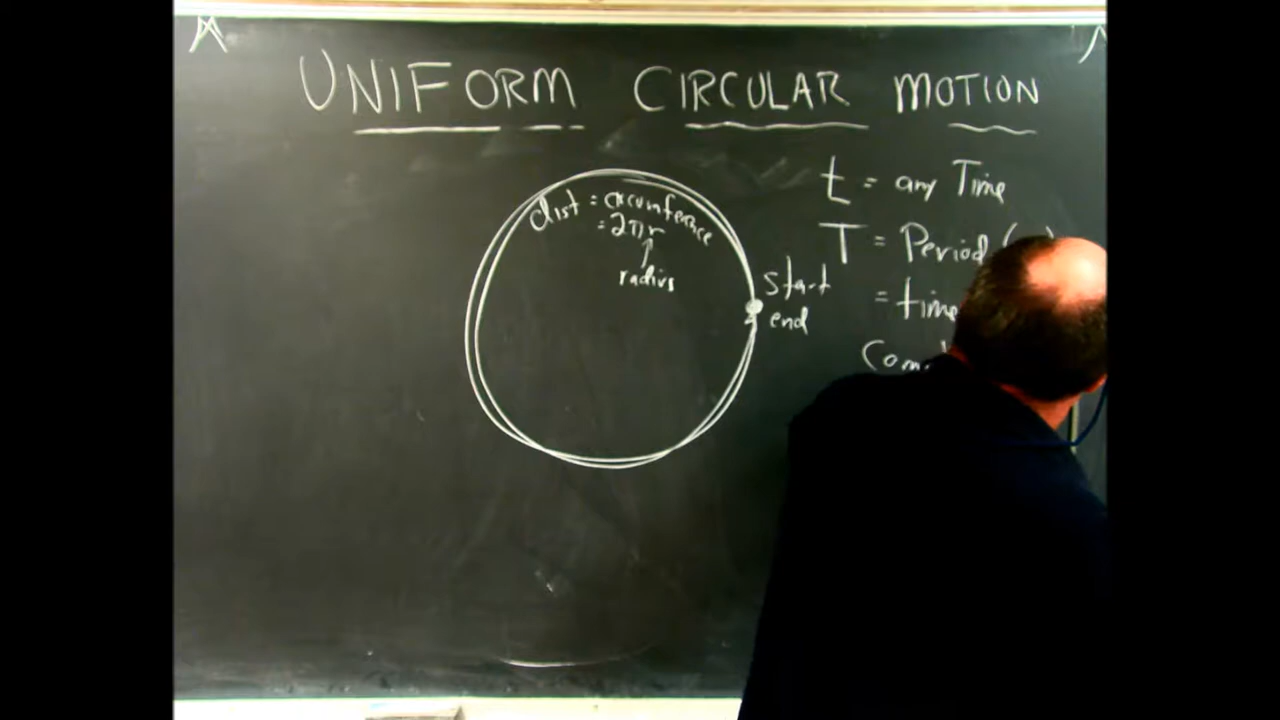 UNIFORM CIRCULAR MOTION
dist = circumference
= 2πr
radius
start
end
t = any Time
T = Period
= time